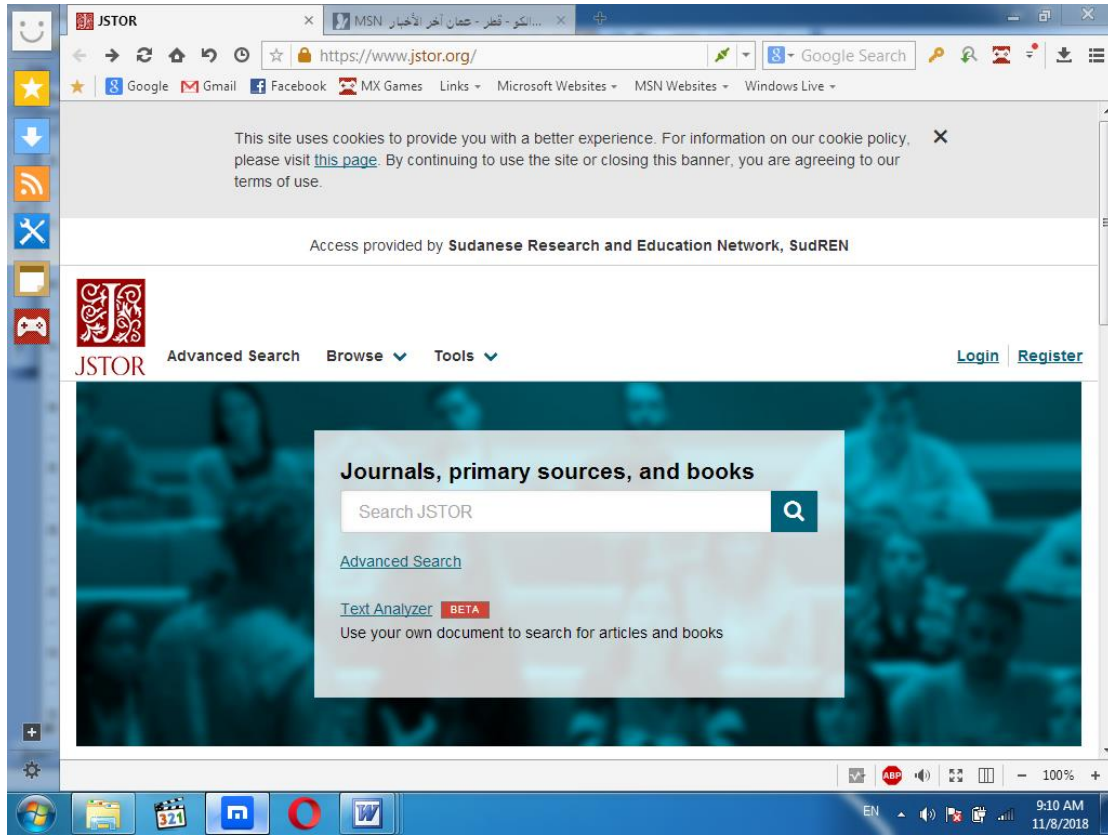 JSTOR
MSN الكو - قطر - عمان آخر الأخبار...
https://www.jstor.org/
Google Search
Google Gmail Facebook MX Games Links Microsoft Websites MSN Websites Windows Live
This site uses cookies to provide you with a better experience. For information on our cookie policy,
please visit this page. By continuing to use the site or closing this banner, you are agreeing to our
terms of use.
Access provided by Sudanese Research and Education Network, SudREN
JSTOR
Advanced Search Browse Tools
Login Register
Journals, primary sources, and books
Search JSTOR
Advanced Search
Text Analyzer BETA
Use your own document to search for articles and books
ABP
100%
321
W
EN
9:10 AM
11/8/2018